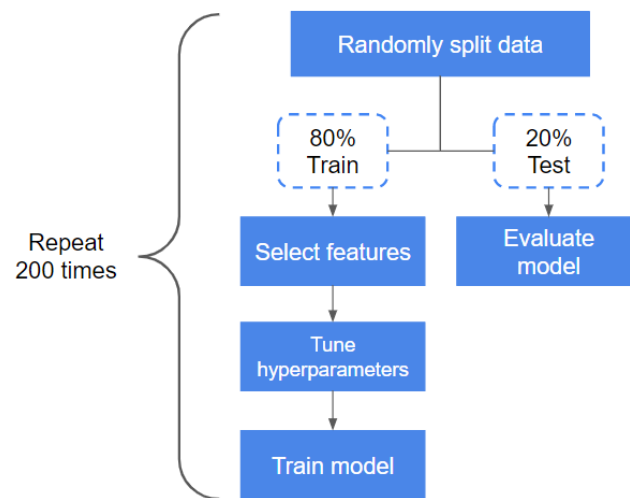 Randomly split data
80%
Train
20%
Test
Select features
Evaluate
model
Repeat
200 times
Tune
hyperparameters
Train model